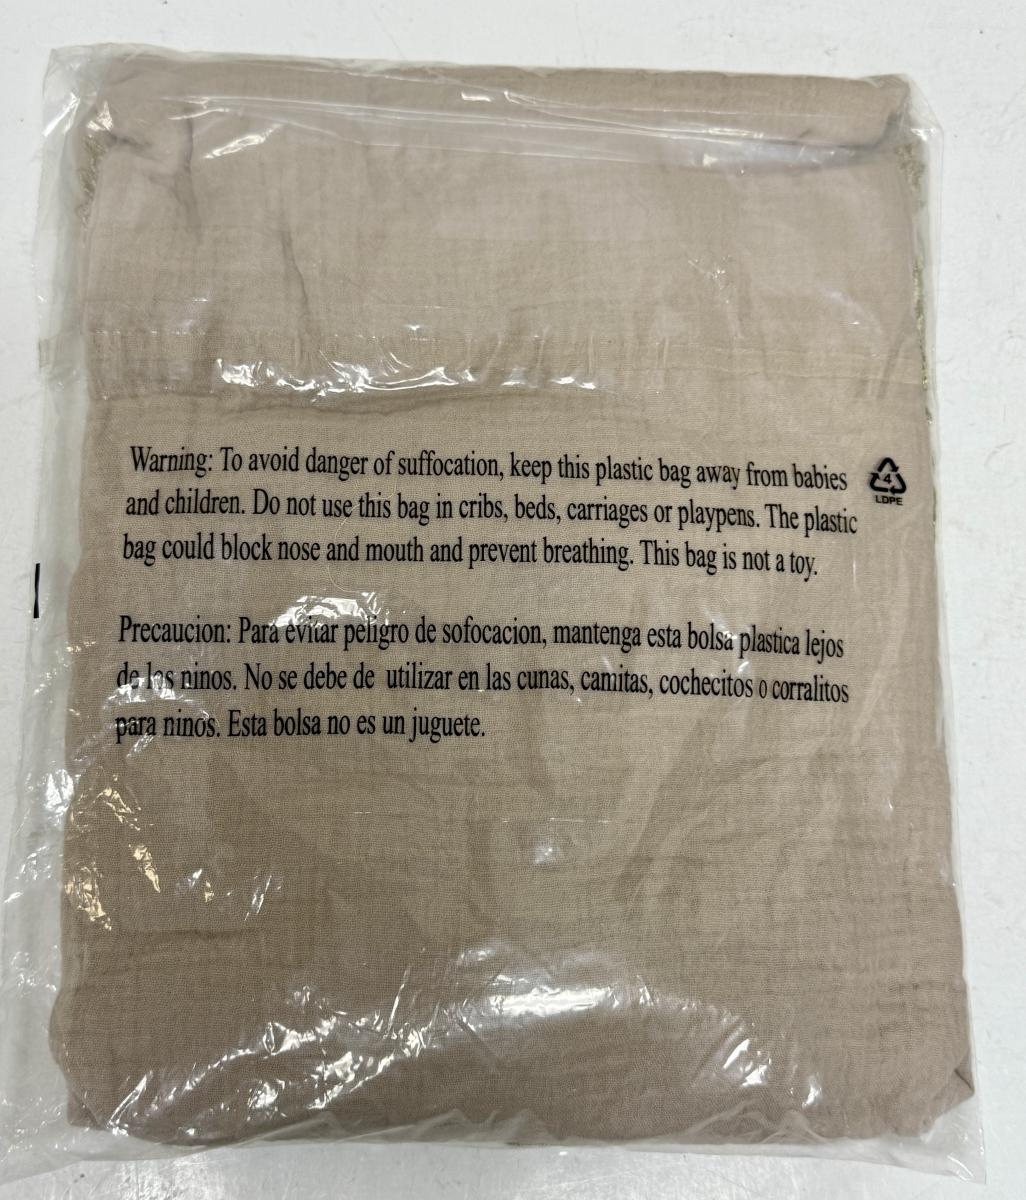 Warning: To avoid danger of suffocation, keep this plastic bag away from babies
and children. Do not use this bag in cribs, beds, carriages or playpens. The plastic
bag could block nose and mouth and prevent breathing. This bag is not a toy.
4
LDPE
Precaucion: Para evitar peligro de sofocacion, mantenga esta bolsa plastica lejos
de los ninos. No se debe de utilizar en las cunas, camitas, cochecitos o corralitos
para ninos. Esta bolsa no es un juguete.